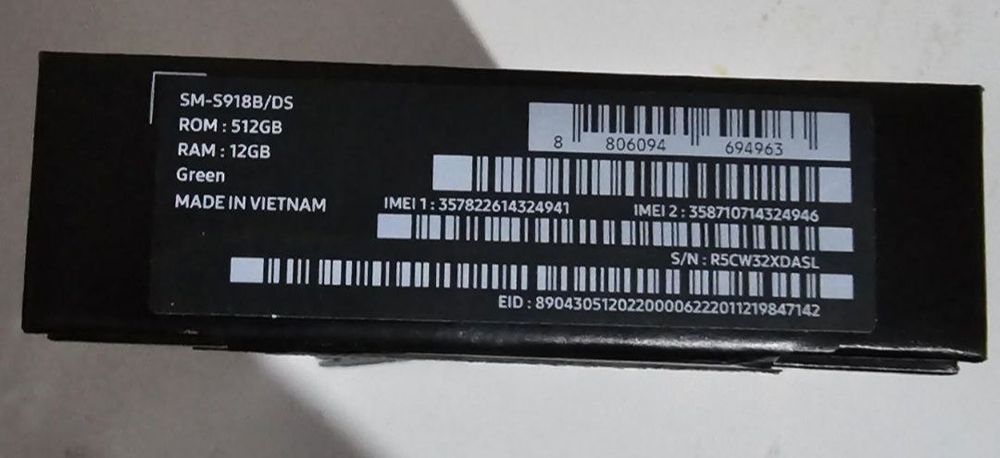 SM-S918B/DS
ROM : 512GB
RAM : 12GB
Green
MADE IN VIETNAM
8 806094 694963
IMEI 1 : 357822614324941 IMEI 2 : 358710714324946
S/N : R5CW32XDASL
EID : 89043051202200006222011219847142